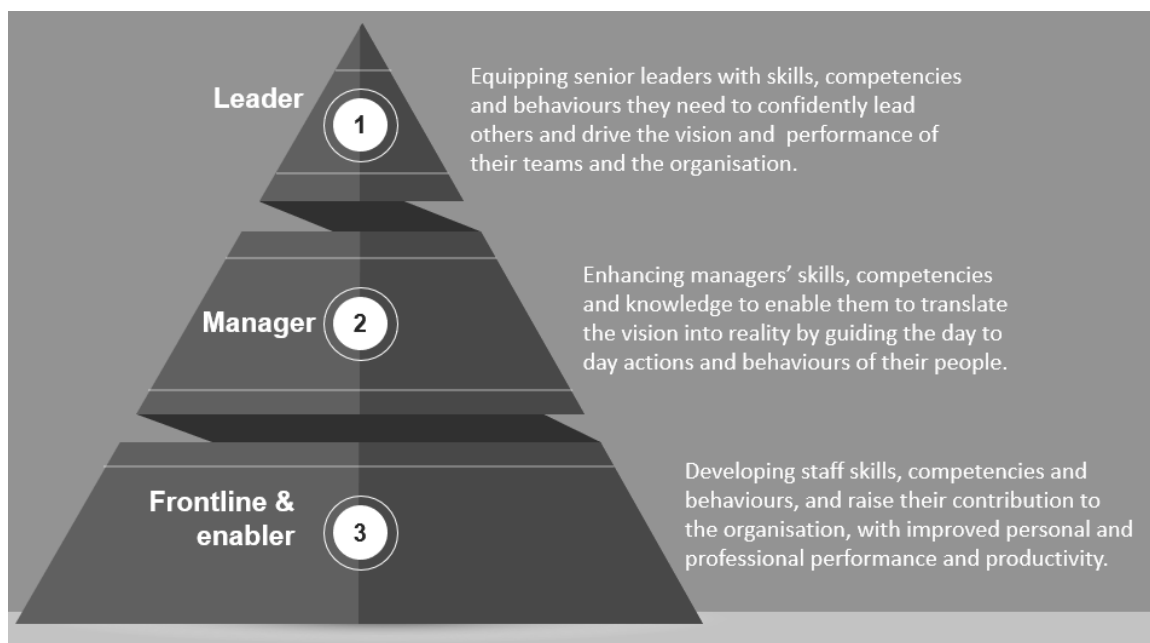 Leader
1
Equipping senior leaders with skills, competencies
and behaviours they need to confidently lead
others and drive the vision and  performance of
their teams and the organisation.
Manager
2
Enhancing managers’ skills, competencies
and knowledge to enable them to translate
the vision into reality by guiding the day to
day actions and behaviours of their people.
Frontline &
enabler
3
Developing staff skills, competencies and
behaviours, and raise their contribution to
the organisation, with improved personal and
professional performance and productivity.